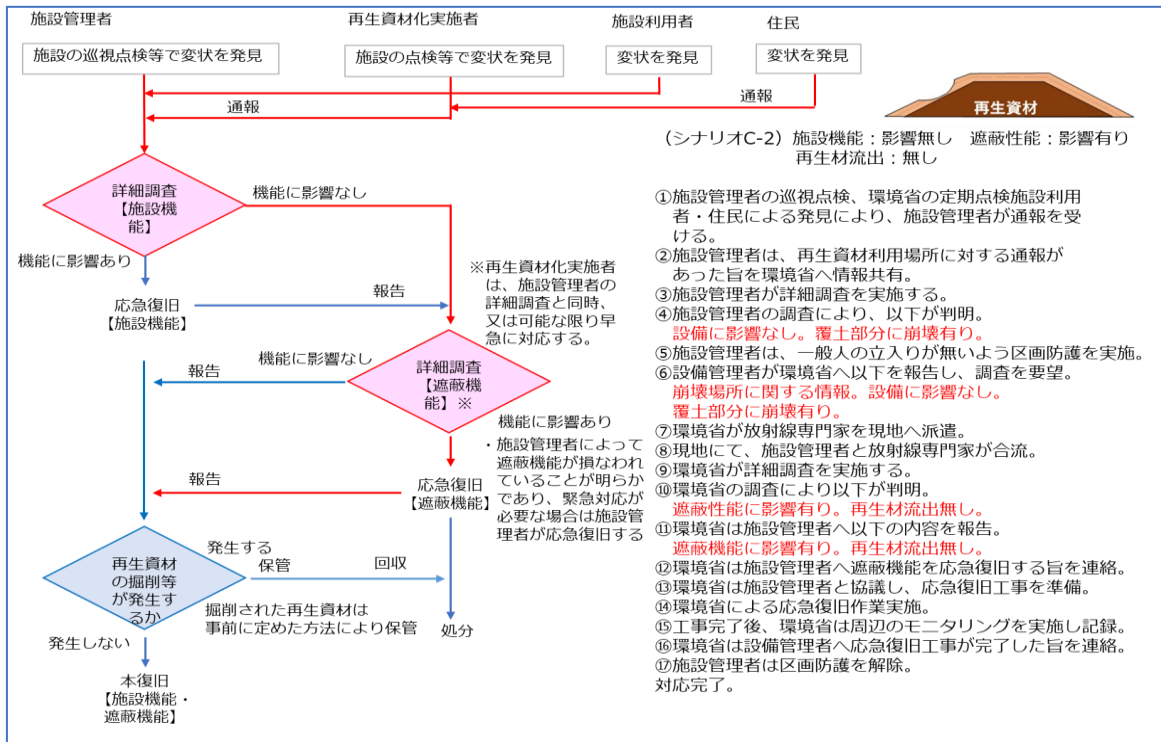 施設管理者
再生資材化実施者
施設利用者
住民
施設の巡視点検等で変状を発見
施設の点検等で変状を発見
変状を発見
変状を発見
通報
通報
再生資材
詳細調査
【施設機
能】
機能に影響なし
機能に影響あり
応急復旧
【施設機能】
報告
※再生資材化実施者
は、施設管理者の
詳細調査と同時、
又は可能な限り早
急に対応する。
機能に影響なし
報告
詳細調査
【遮蔽機
能】※
機能に影響あり
・施設管理者によって
遮蔽機能が損なわれ
ていることが明らか
であり、緊急対応が
必要な場合は施設管
理者が応急復旧する
報告
応急復旧
【遮蔽機能】
再生資材
の掘削等
が発生す
るか
発生する
保管
回収
掘削された再生資材は
事前に定めた方法により保管
処分
発生しない
本復旧
【施設機能・
遮蔽機能】
（シナリオC-2）施設機能：影響無し　遮蔽性能：影響有り
再生材流出：無し
①施設管理者の巡視点検、環境省の定期点検施設利用
者・住民による発見により、施設管理者が通報を受
ける。
②施設管理者は、再生資材利用場所に対する通報が
あった旨を環境省へ情報共有。
③施設管理者が詳細調査を実施する。
④施設管理者の調査により、以下が判明。
設備に影響なし。覆土部分に崩壊有り。
⑤施設管理者は、一般人の立入りが無いよう区画防護を実施。
⑥設備管理者が環境省へ以下を報告し、調査を要望。
崩壊場所に関する情報。設備に影響なし。
覆土部分に崩壊有り。
⑦環境省が放射線専門家を現地へ派遣。
⑧現地にて、施設管理者と放射線専門家が合流。
⑨環境省が詳細調査を実施する。
⑩環境省の調査により以下が判明。
遮蔽性能に影響有り。再生材流出無し。
⑪環境省は施設管理者へ以下の内容を報告。
遮蔽機能に影響有り。再生材流出無し。
⑫環境省は施設管理者へ遮蔽機能を応急復旧する旨を連絡。
⑬環境省は施設管理者と協議し、応急復旧工事を準備。
⑭環境省による応急復旧作業実施。
⑮工事完了後、環境省は周辺のモニタリングを実施し記録。
⑯環境省は設備管理者へ応急復旧工事が完了した旨を連絡。
⑰施設管理者は区画防護を解除。
対応完了。